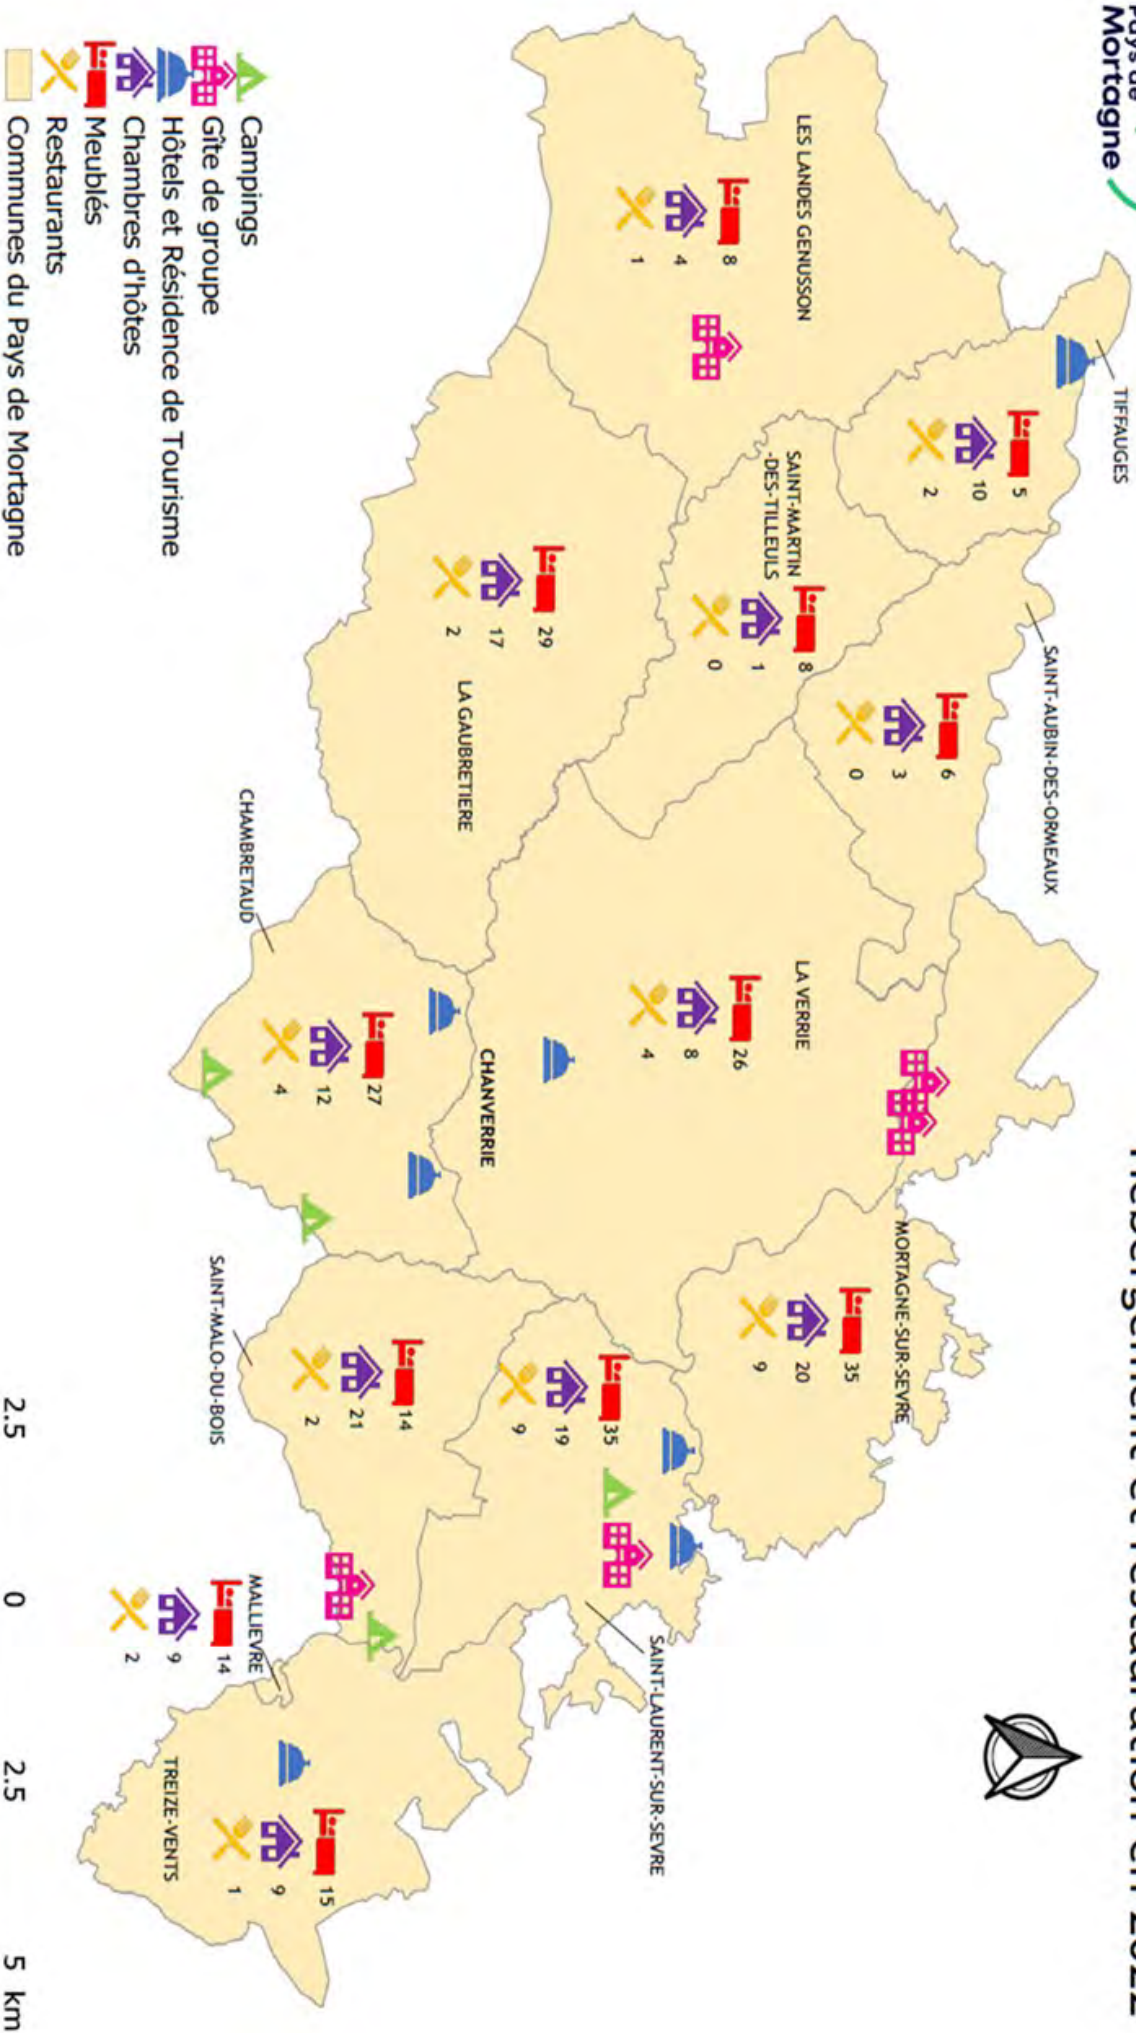 Pays de
Mortagne
Hébergement et restauration en 2022
TIFFAUGES
5
10
2
LES LANDES GENUSSON
8
4
1
SAINT-AUBIN-DES-ORMEAUX
6
3
0
SAINT-MARTIN
-DES-TILLEULS
8
1
0
LA VERRIE
26
8
4
MORTAGNE-SUR-SEVRE
35
20
9
SAINT-LAURENT-SUR-SEVRE
35
19
9
29
17
2
LA GAUBRETIERE
CHANVERRIE
CHAMBRETAUD
27
12
4
SAINT-MALO-DU-BOIS
14
21
2
MALLIEVRE
14
9
2
TREIZE-VENTS
15
9
1
Campings
Gîte de groupe
Hôtels et Résidence de Tourisme
Chambres d'hôtes
Meublés
Restaurants
Communes du Pays de Mortagne
2.5 0 2.5 5 km